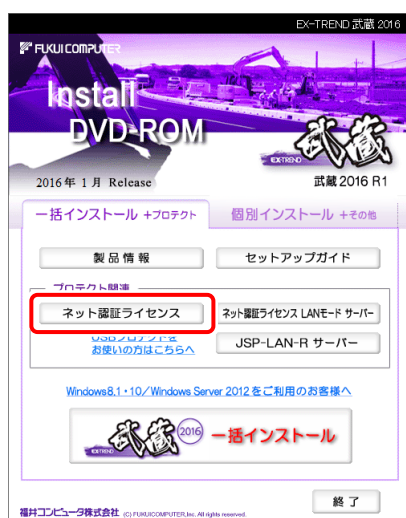 EX-TREND 武蔵 2016
FUKUI COMPUTER
Install
DVD-ROM
EX-TREND 武蔵
2016年 1月 Release
武蔵 2016 R1
一括インストール +プロテクト
個別インストール +その他
製品情報
セットアップガイド
プロテクト関連
ネット認証ライセンス
ネット認証ライセンス LANモード サーバー
USBプロテクトを
お使いの方はこちらへ
JSP-LAN-R サーバー
Windows8.1・10/Windows Server 2012をご利用のお客様へ
EX-TREND 武蔵 2016 一括インストール
終了
福井コンピュータ株式会社 (C) FUKUICOMPUTER, Inc. All rights reserved.